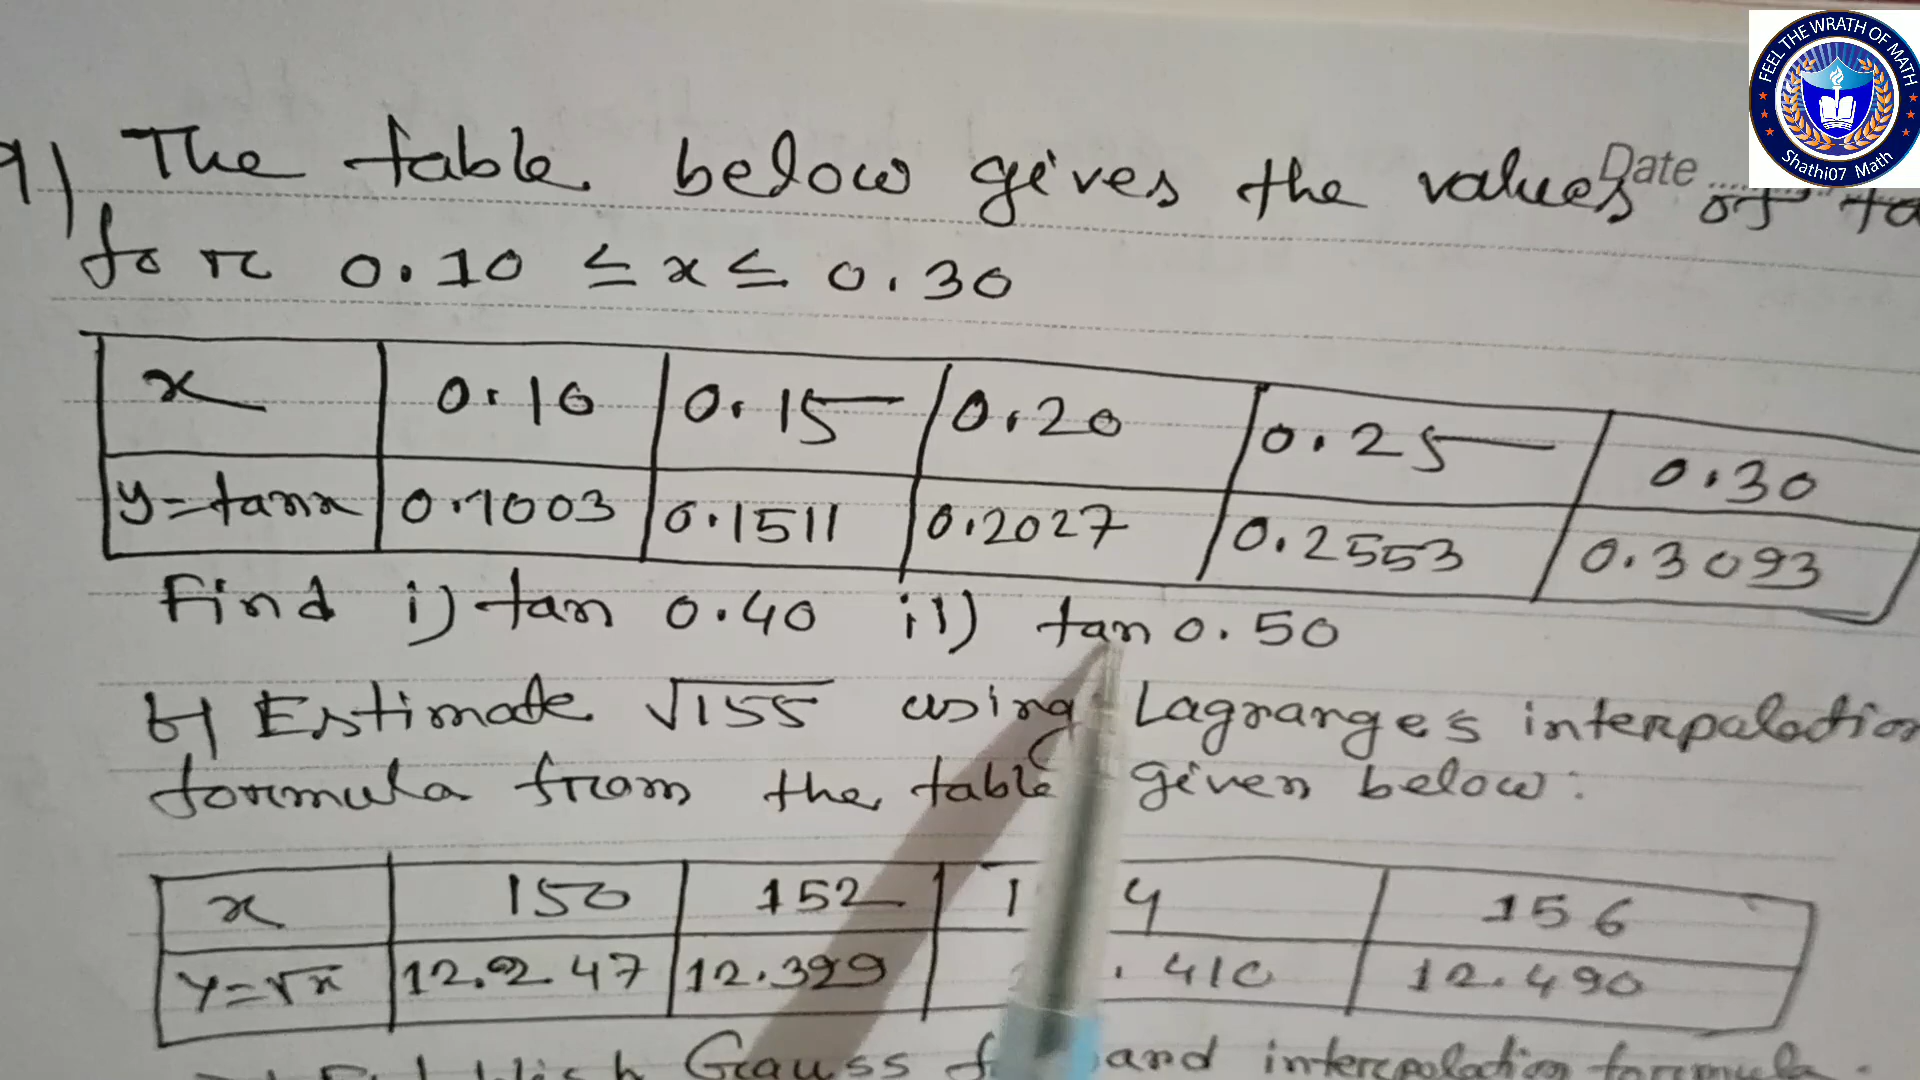 FEEL THE WRATH OF MATH
Shathi07 Math
Date
9) The table below gives the values of
for 0.10 ≤ x ≤ 0.30
x 0.10 0.15 0.20 0.25 0.30
y=tanx 0.1003 0.1511 0.2027 0.2553 0.3093
Find i) tan 0.40 ii) tan 0.50
b) Estimate √155 using Lagrange's interpolation
formula from the table given below:
x 150 152 156
y=√x 12.247 12.399 12.490
Gauss and interpolation formula.